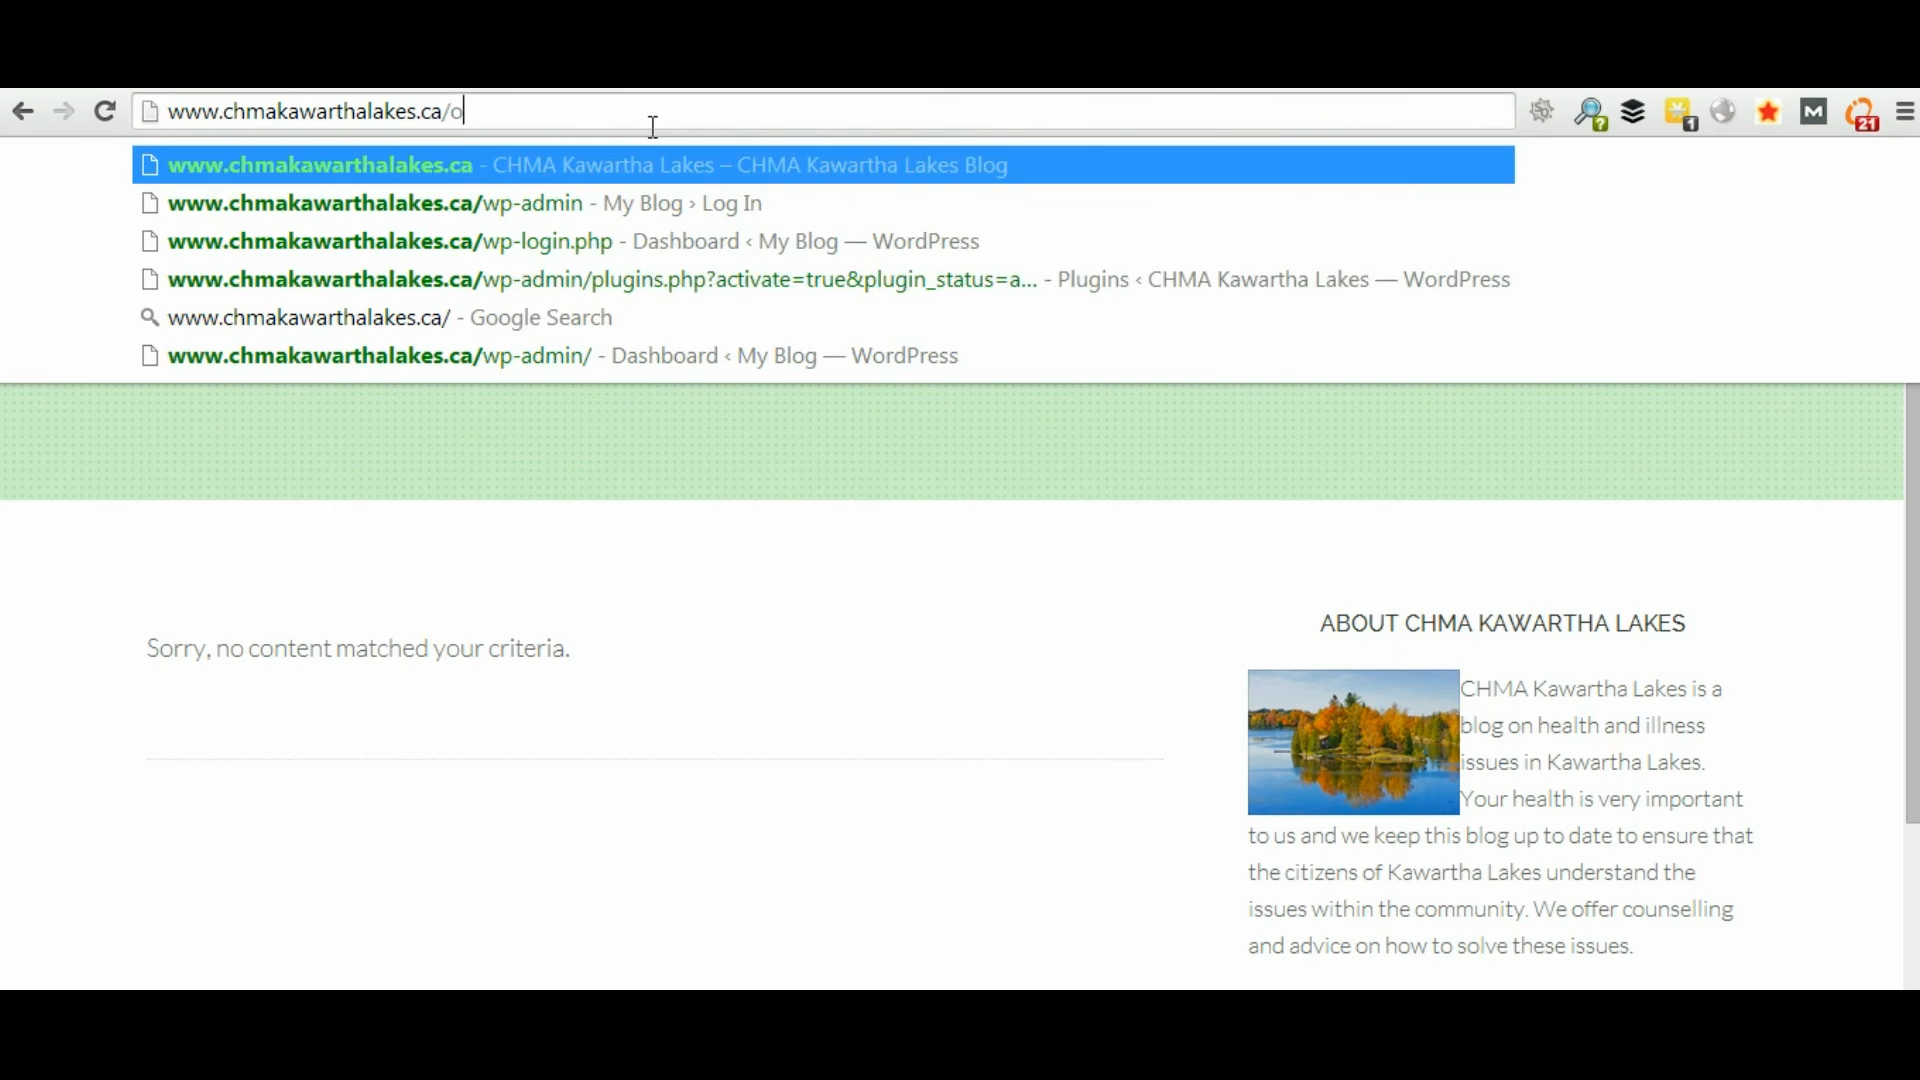 www.chmakawarthalakes.ca/o
?
1
M
21
www.chmakawarthalakes.ca - CHMA Kawartha Lakes – CHMA Kawartha Lakes Blog
www.chmakawarthalakes.ca/wp-admin - My Blog › Log In
www.chmakawarthalakes.ca/wp-login.php - Dashboard ‹ My Blog — WordPress
www.chmakawarthalakes.ca/wp-admin/plugins.php?activate=true&plugin_status=a... - Plugins ‹ CHMA Kawartha Lakes — WordPress
www.chmakawarthalakes.ca/ - Google Search
www.chmakawarthalakes.ca/wp-admin/ - Dashboard ‹ My Blog — WordPress
Sorry, no content matched your criteria.
ABOUT CHMA KAWARTHA LAKES
CHMA Kawartha Lakes is a
blog on health and illness
issues in Kawartha Lakes.
Your health is very important
to us and we keep this blog up to date to ensure that
the citizens of Kawartha Lakes understand the
issues within the community. We offer counselling
and advice on how to solve these issues.